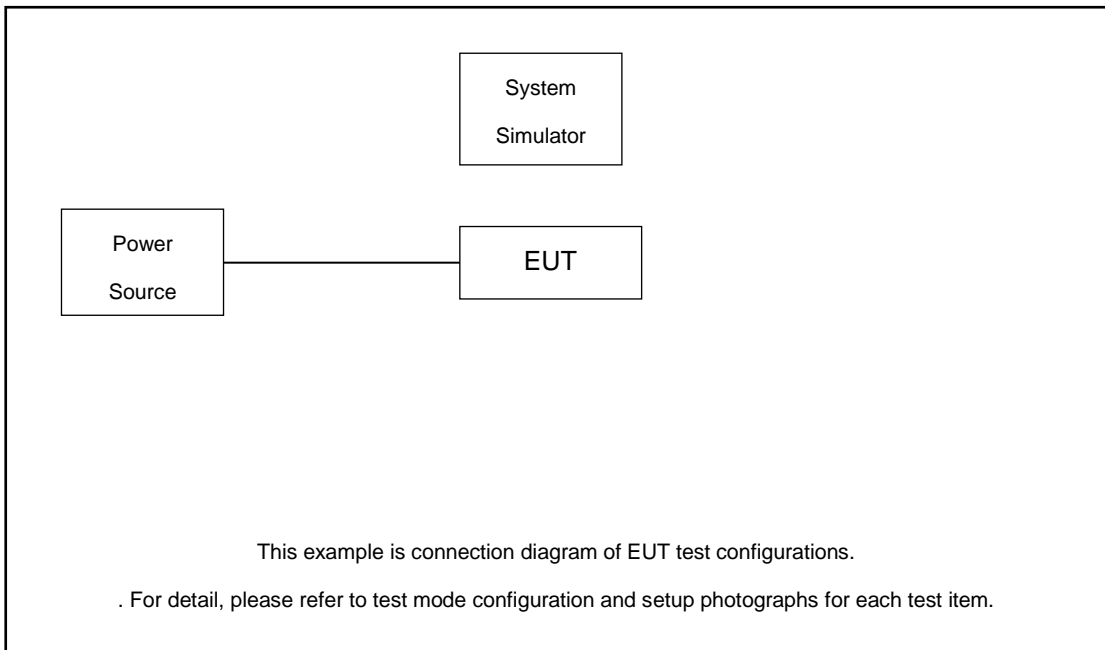 System
Simulator
Power
Source
EUT
This example is connection diagram of EUT test configurations.
. For detail, please refer to test mode configuration and setup photographs for each test item.